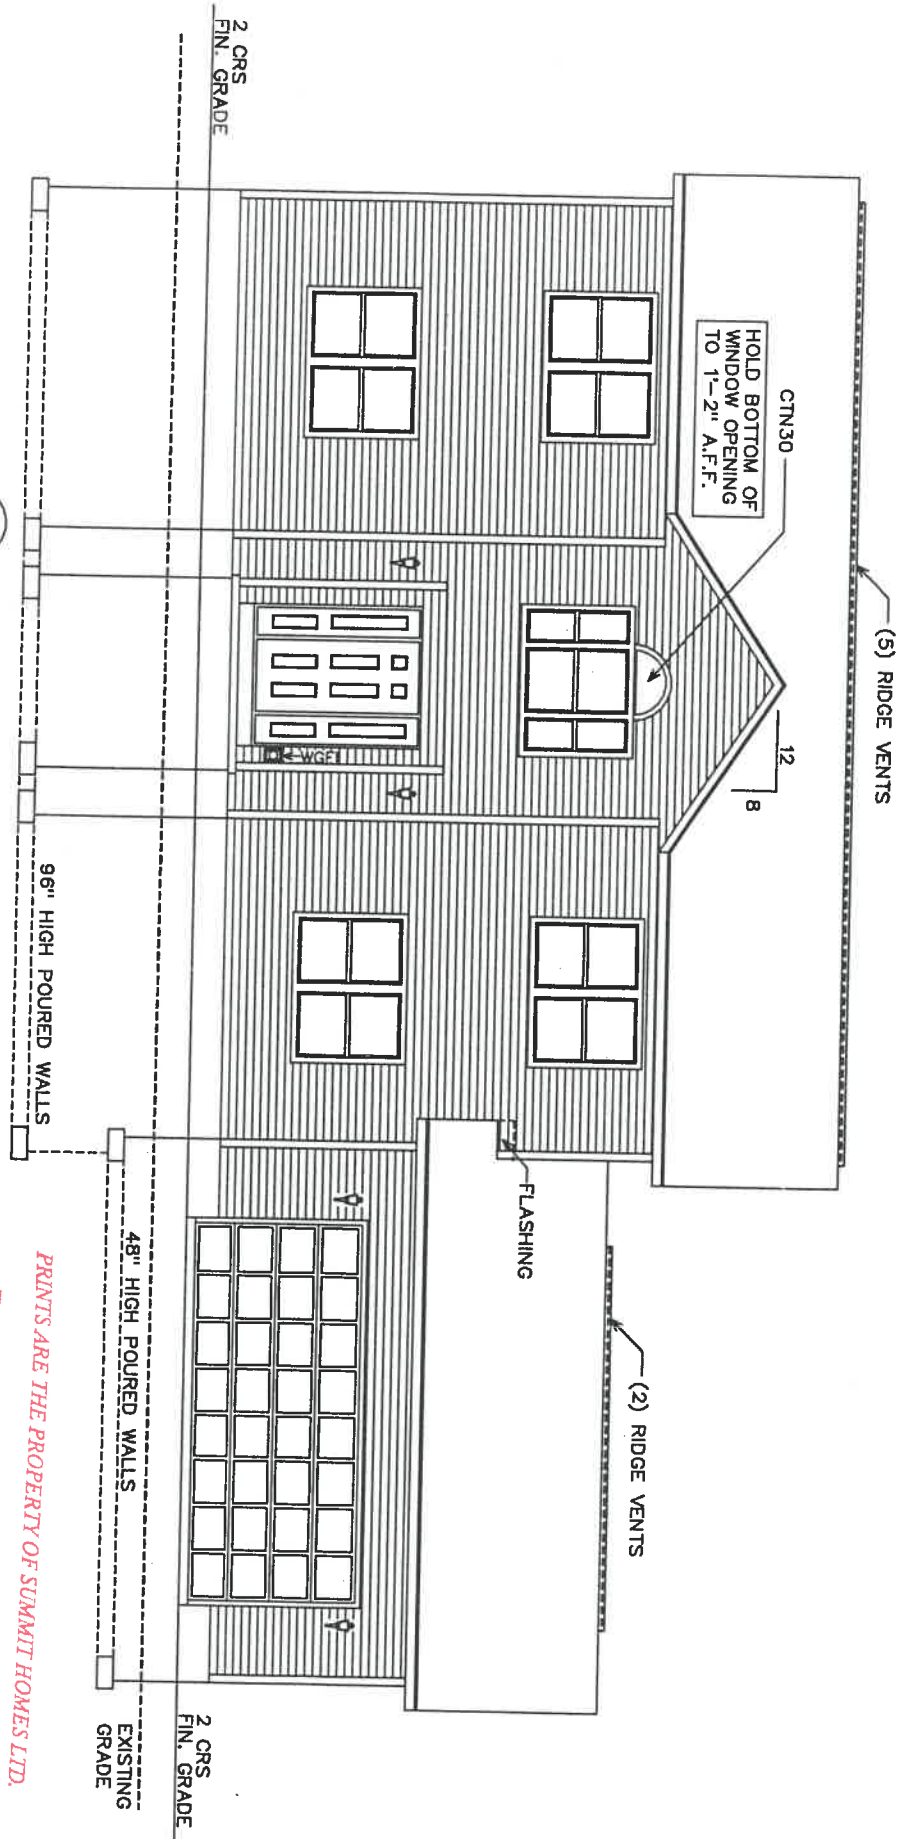 (5) RIDGE VENTS
CTN30
HOLD BOTTOM OF
WINDOW OPENING
TO 1'-2" A.F.F.
12
8
(2) RIDGE VENTS
FLASHING
WGFI
2 CRS
FIN. GRADE
2 CRS
FIN. GRADE
EXISTING
GRADE
96" HIGH POURED WALLS
48" HIGH POURED WALLS
PRINTS ARE THE PROPERTY OF SUMMIT HOMES LTD.